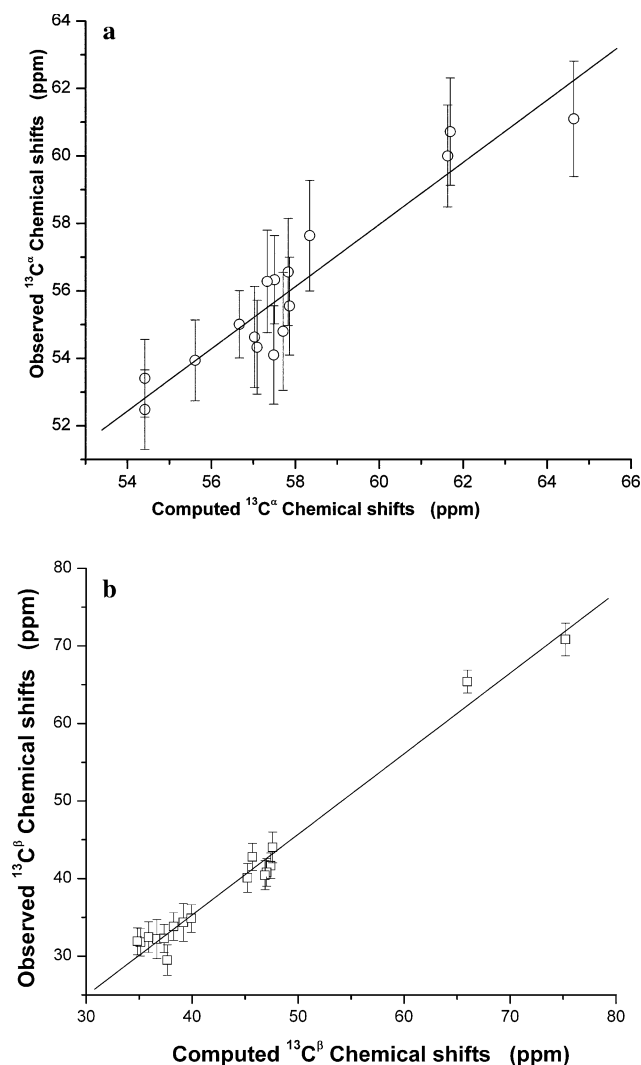 a
Observed ¹³Cᵅ Chemical shifts (ppm)
64
62
60
58
56
54
52
54 56 58 60 62 64 66
Computed ¹³Cᵅ Chemical shifts (ppm)
b
Observed ¹³Cᵝ Chemical shifts (ppm)
80
70
60
50
40
30
30 40 50 60 70 80
Computed ¹³Cᵝ Chemical shifts (ppm)